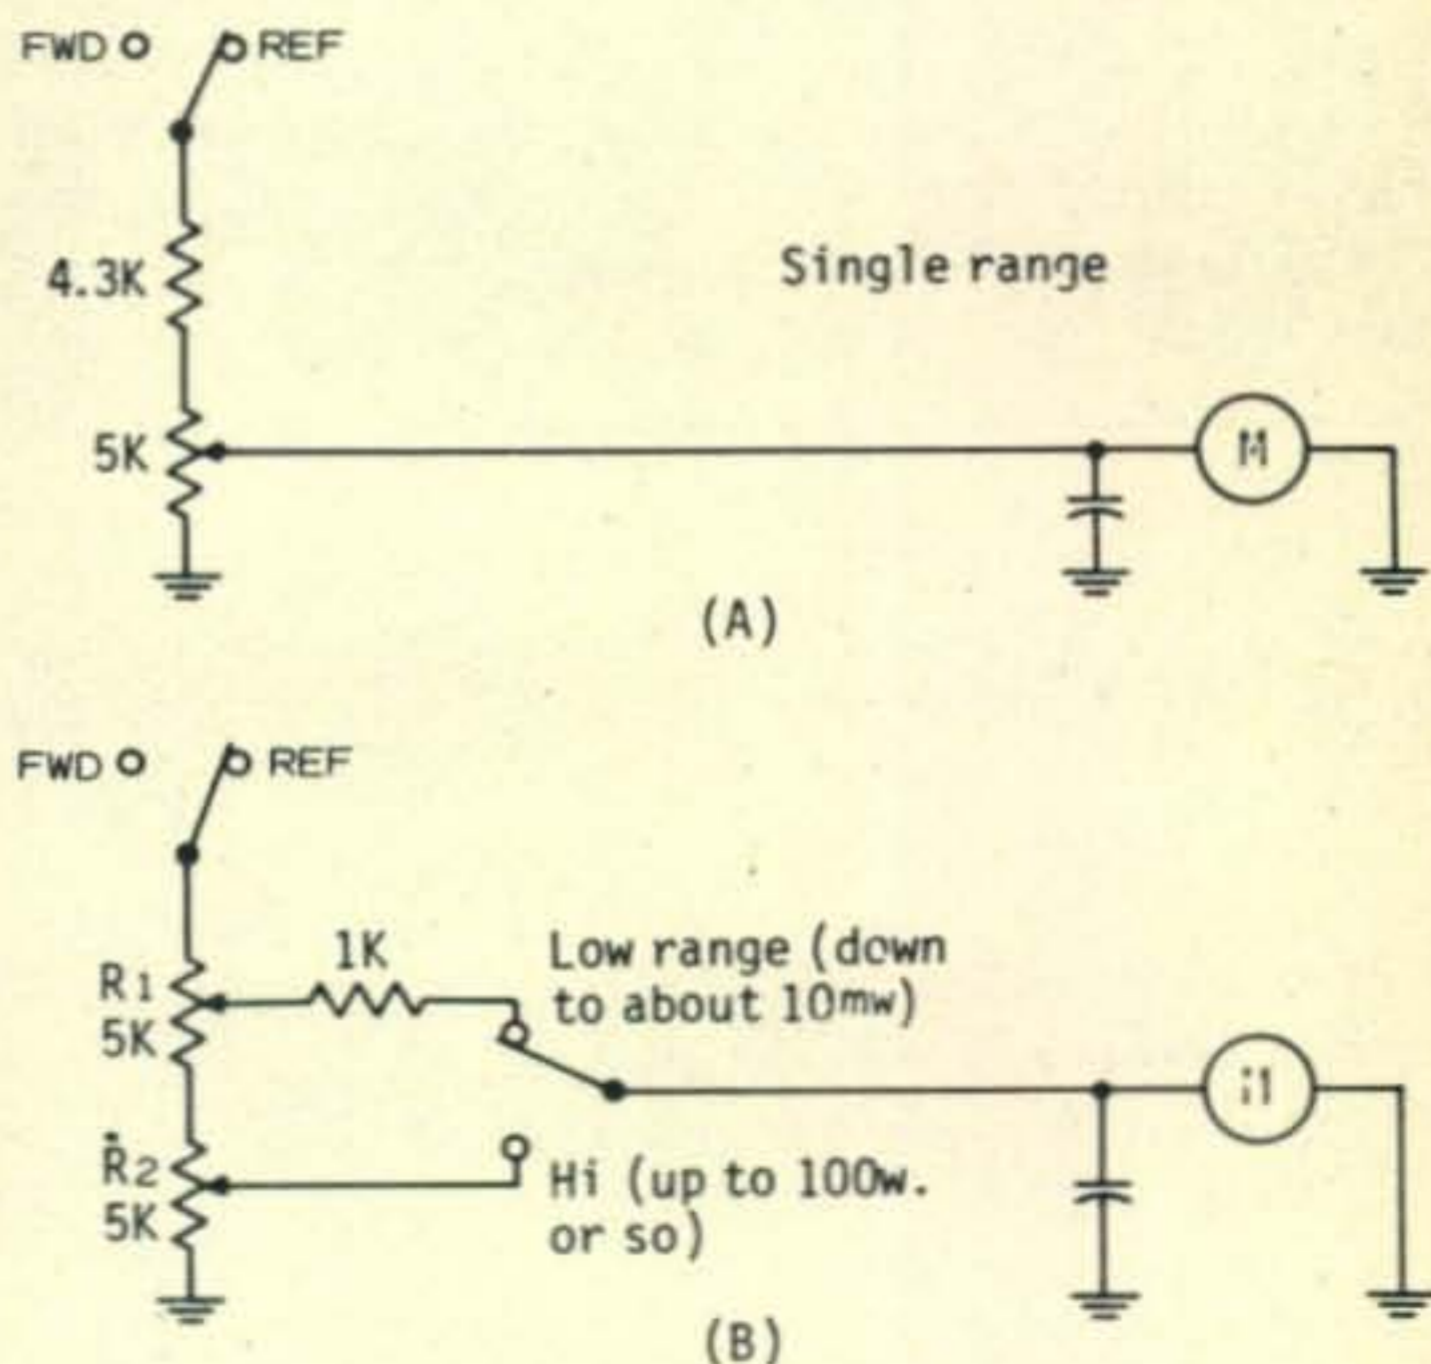 FWD REF
4.3K
Single range
5K
M
(A)
FWD REF
R1
5K
1K
Low range (down
to about 10mw)
R2
5K
Hi (up to 100w.
or so)
(B)